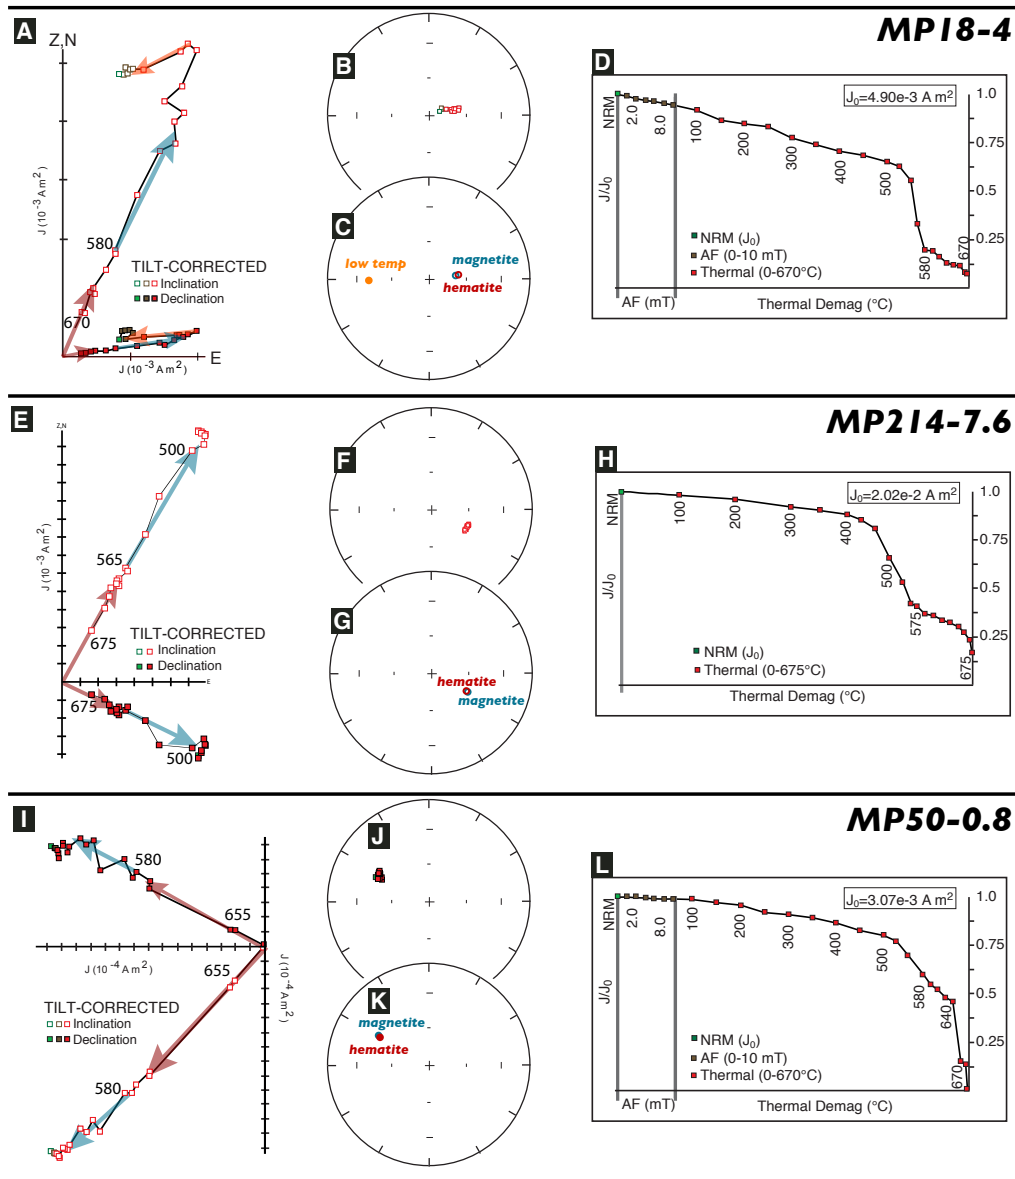 MP18-4
A
Z,N
J (10⁻³ A m²)
580
670
TILT-CORRECTED
Inclination
Declination
E
J (10⁻³ A m²)
B
C
low temp
magnetite
hematite
D
J₀=4.90e-3 A m²
1.0
0.75
0.5
0.25
J/J₀
NRM
2.0
8.0
100
200
300
400
500
580
670
NRM (J₀)
AF (0-10 mT)
Thermal (0-670°C)
AF (mT)
Thermal Demag (°C)
MP214-7.6
E
Z,N
J (10⁻³ A m²)
500
565
675
TILT-CORRECTED
Inclination
Declination
E
675
500
F
G
hematite
magnetite
H
J₀=2.02e-2 A m²
1.0
0.75
0.5
0.25
J/J₀
NRM
100
200
300
400
500
575
675
NRM (J₀)
Thermal (0-675°C)
Thermal Demag (°C)
MP50-0.8
I
580
655
J (10⁻⁴ A m²)
655
J (10⁻⁴ A m²)
TILT-CORRECTED
Inclination
Declination
580
J
K
magnetite
hematite
L
J₀=3.07e-3 A m²
1.0
0.75
0.5
0.25
J/J₀
NRM
2.0
8.0
100
200
300
400
500
580
640
670
NRM (J₀)
AF (0-10 mT)
Thermal (0-670°C)
AF (mT)
Thermal Demag (°C)